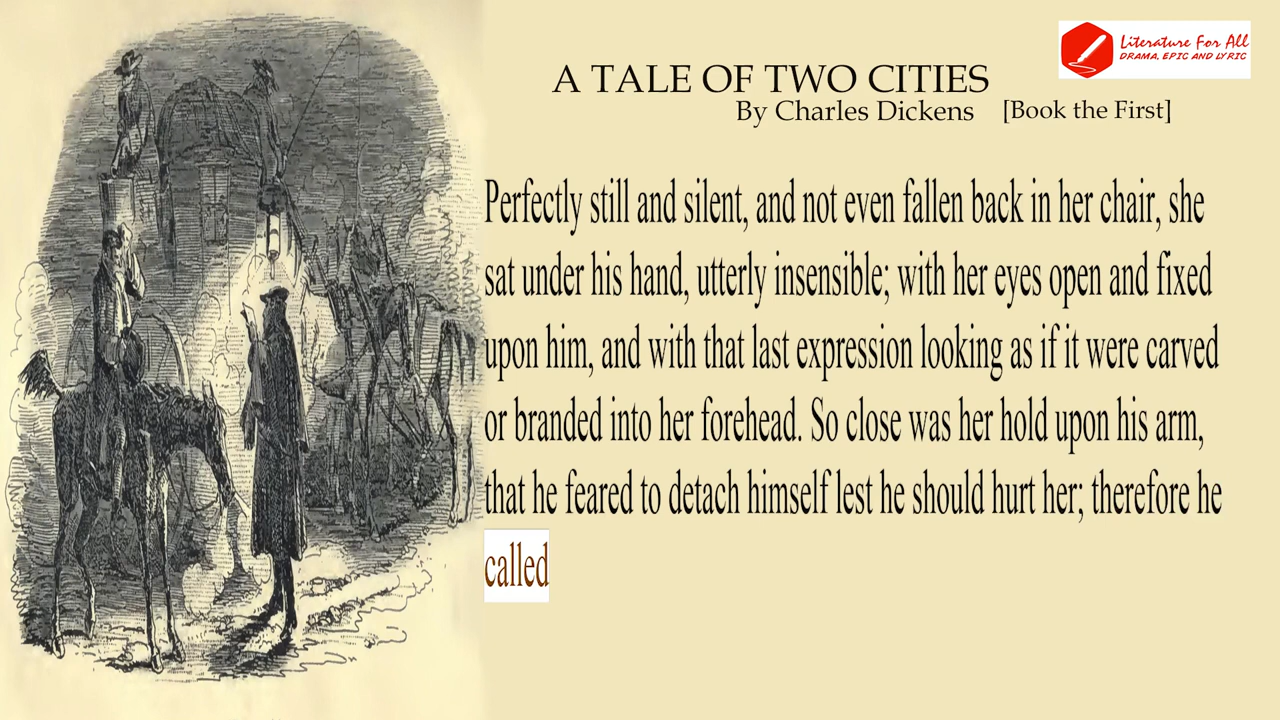 Literature For All
DRAMA, EPIC AND LYRIC
A TALE OF TWO CITIES
By Charles Dickens [Book the First]
Perfectly still and silent, and not even fallen back in her chair, she
sat under his hand, utterly insensible; with her eyes open and fixed
upon him, and with that last expression looking as if it were carved
or branded into her forehead. So close was her hold upon his arm,
that he feared to detach himself lest he should hurt her; therefore he
called